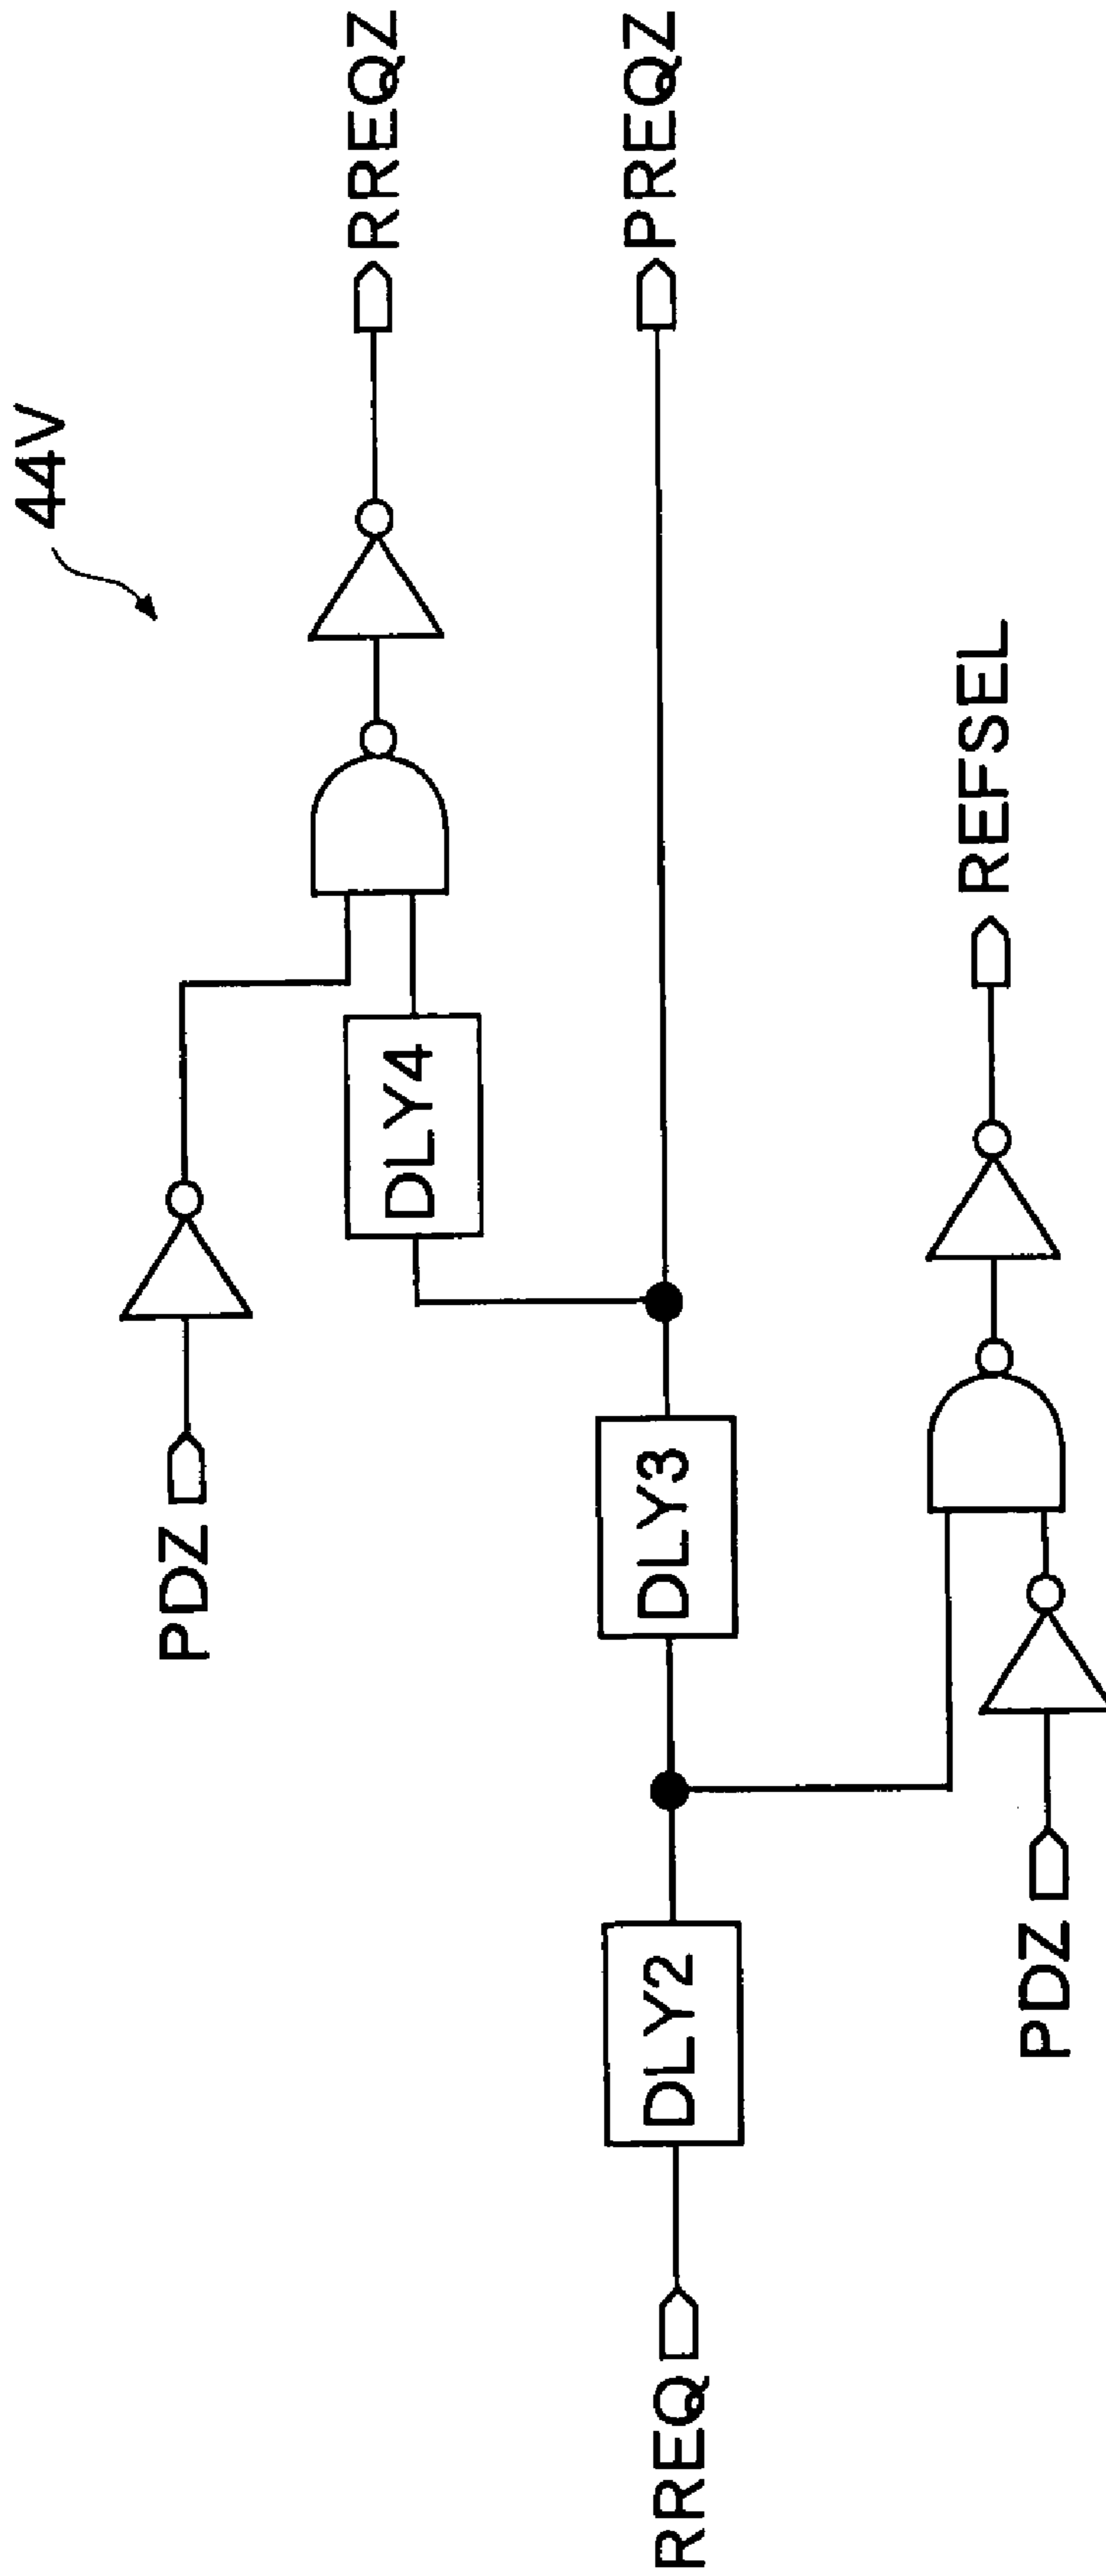 44V
PDZ
RREQZ
DLY4
RREQ
DLY2
DLY3
PREQZ
PDZ
REFSEL